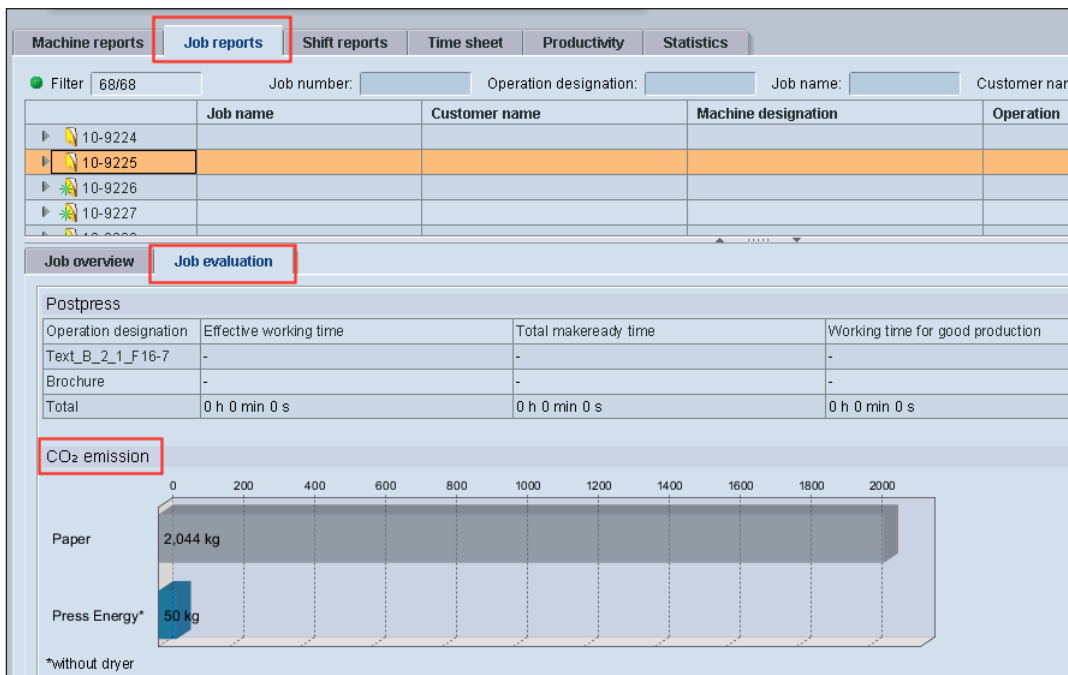 Machine reports Job reports Shift reports Time sheet Productivity Statistics
Filter 68/68 Job number: Operation designation: Job name: Customer nar
Job name Customer name Machine designation Operation
10-9224
10-9225
10-9226
10-9227
Job overview Job evaluation
Postpress
Operation designation Effective working time Total makeready time Working time for good production
Text_B_2_1_F16-7 - - -
Brochure - - -
Total 0 h 0 min 0 s 0 h 0 min 0 s 0 h 0 min 0 s
CO₂ emission
0 200 400 600 800 1000 1200 1400 1600 1800 2000
Paper 2,044 kg
Press Energy* 50 kg
*without dryer